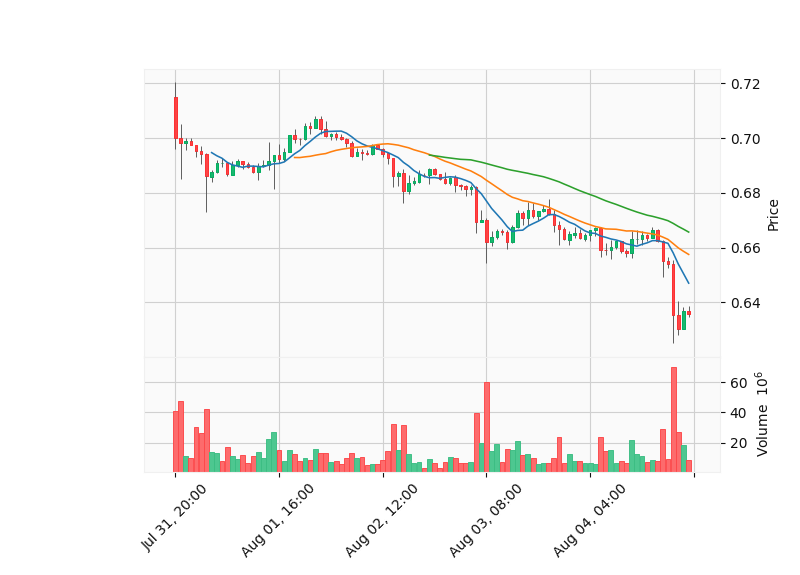 0.72
0.70
0.68
0.66
0.64
Price
60
40
20
Volume 10^6
Jul 31, 20:00
Aug 01, 16:00
Aug 02, 12:00
Aug 03, 08:00
Aug 04, 04:00